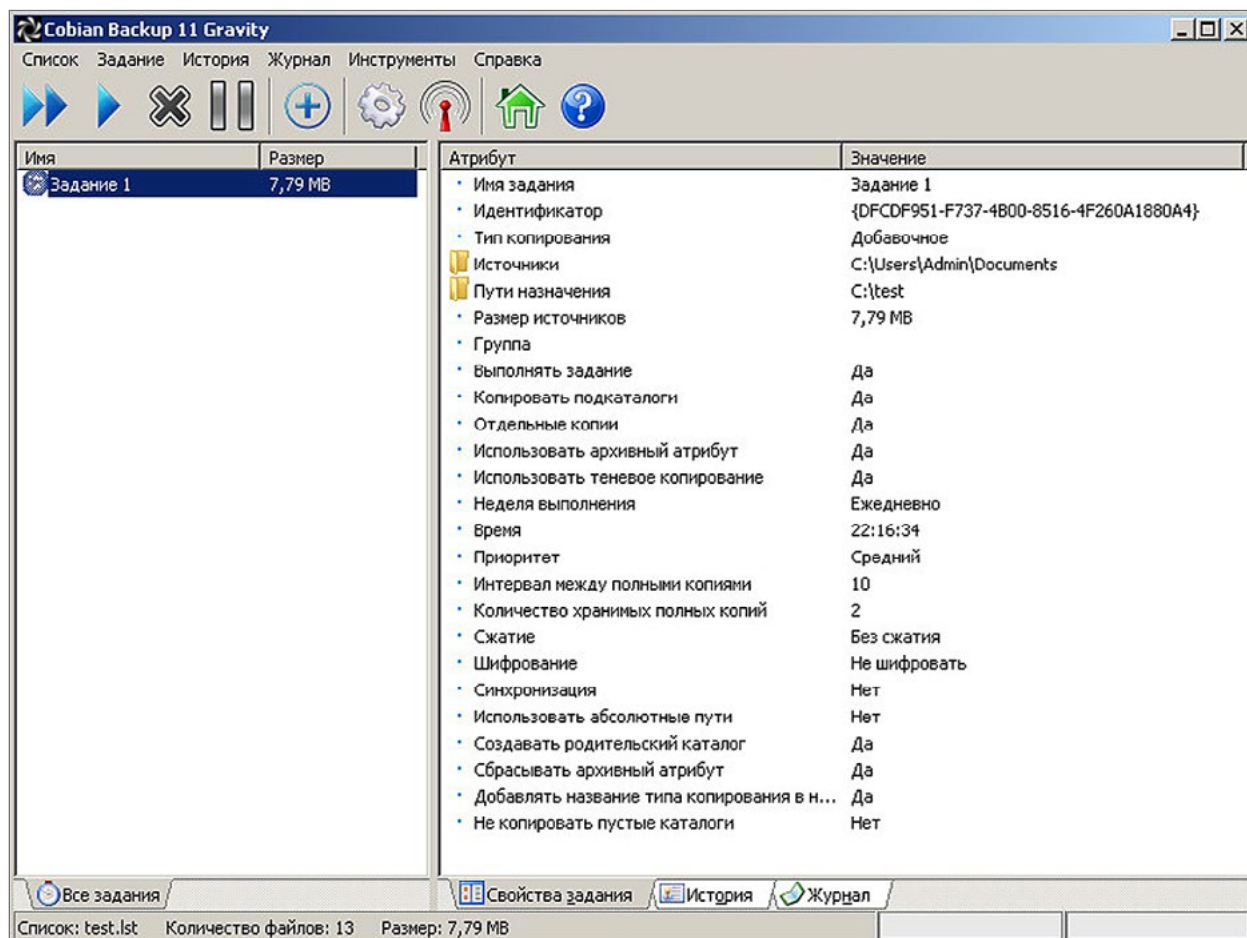 Cobian Backup 11 Gravity
Список Задание История Журнал Инструменты Справка
Имя Размер
Задание 1 7,79 MB
Все задания
Атрибут Значение
Имя задания Задание 1
Идентификатор {DFCDF951-F737-4B00-8516-4F260A1880A4}
Тип копирования Добавочное
Источники C:\Users\Admin\Documents
Пути назначения C:\test
Размер источников 7,79 MB
Группа
Выполнять задание Да
Копировать подкаталоги Да
Отдельные копии Да
Использовать архивный атрибут Да
Использовать теневое копирование Да
Неделя выполнения Ежедневно
Время 22:16:34
Приоритет Средний
Интервал между полными копиями 10
Количество хранимых полных копий 2
Сжатие Без сжатия
Шифрование Не шифровать
Синхронизация Нет
Использовать абсолютные пути Нет
Создавать родительский каталог Да
Сбрасывать архивный атрибут Да
Добавлять название типа копирования в н... Да
Не копировать пустые каталоги Нет
Свойства задания История Журнал
Список: test.lst Количество файлов: 13 Размер: 7,79 MB